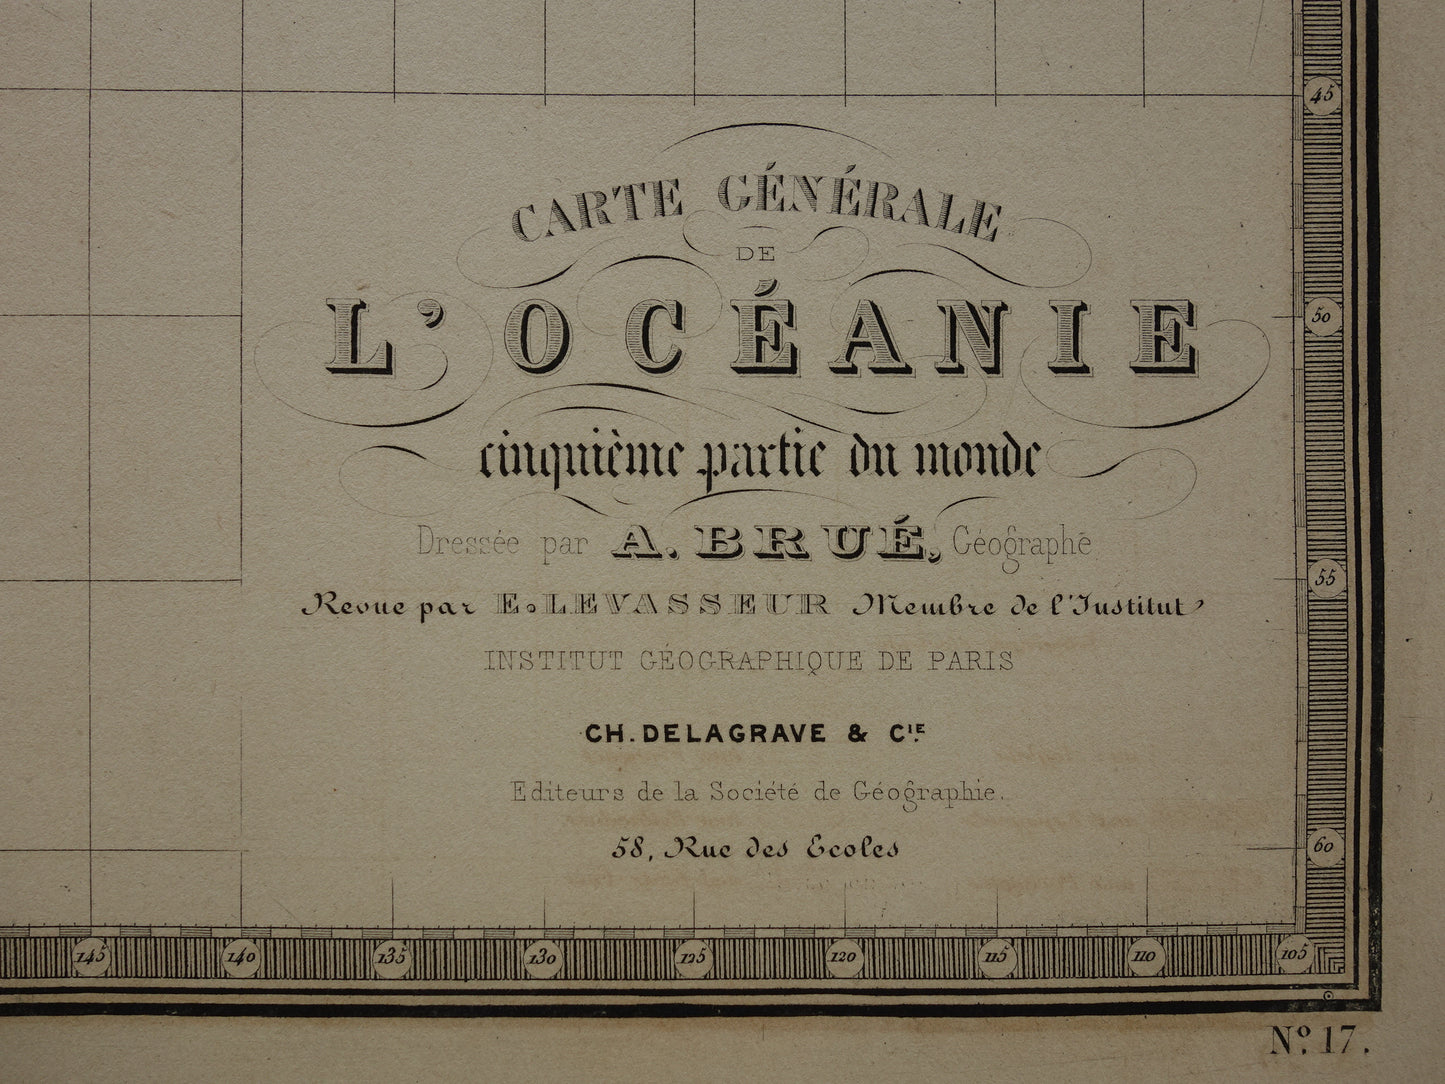 CARTE GÉNÉRALE
DE
L'OCÉANIE
cinquième partie du monde
Dressée par A. BRUÉ, Géographe
Revue par E. LEVASSEUR Membre de l'Institut
INSTITUT GÉOGRAPHIQUE DE PARIS
CH. DELAGRAVE & CIE.
Editeurs de la Société de Géographie.
58, Rue des Ecoles
45
50
55
60
145 140 135 130 125 120 115 110 105
No. 17.